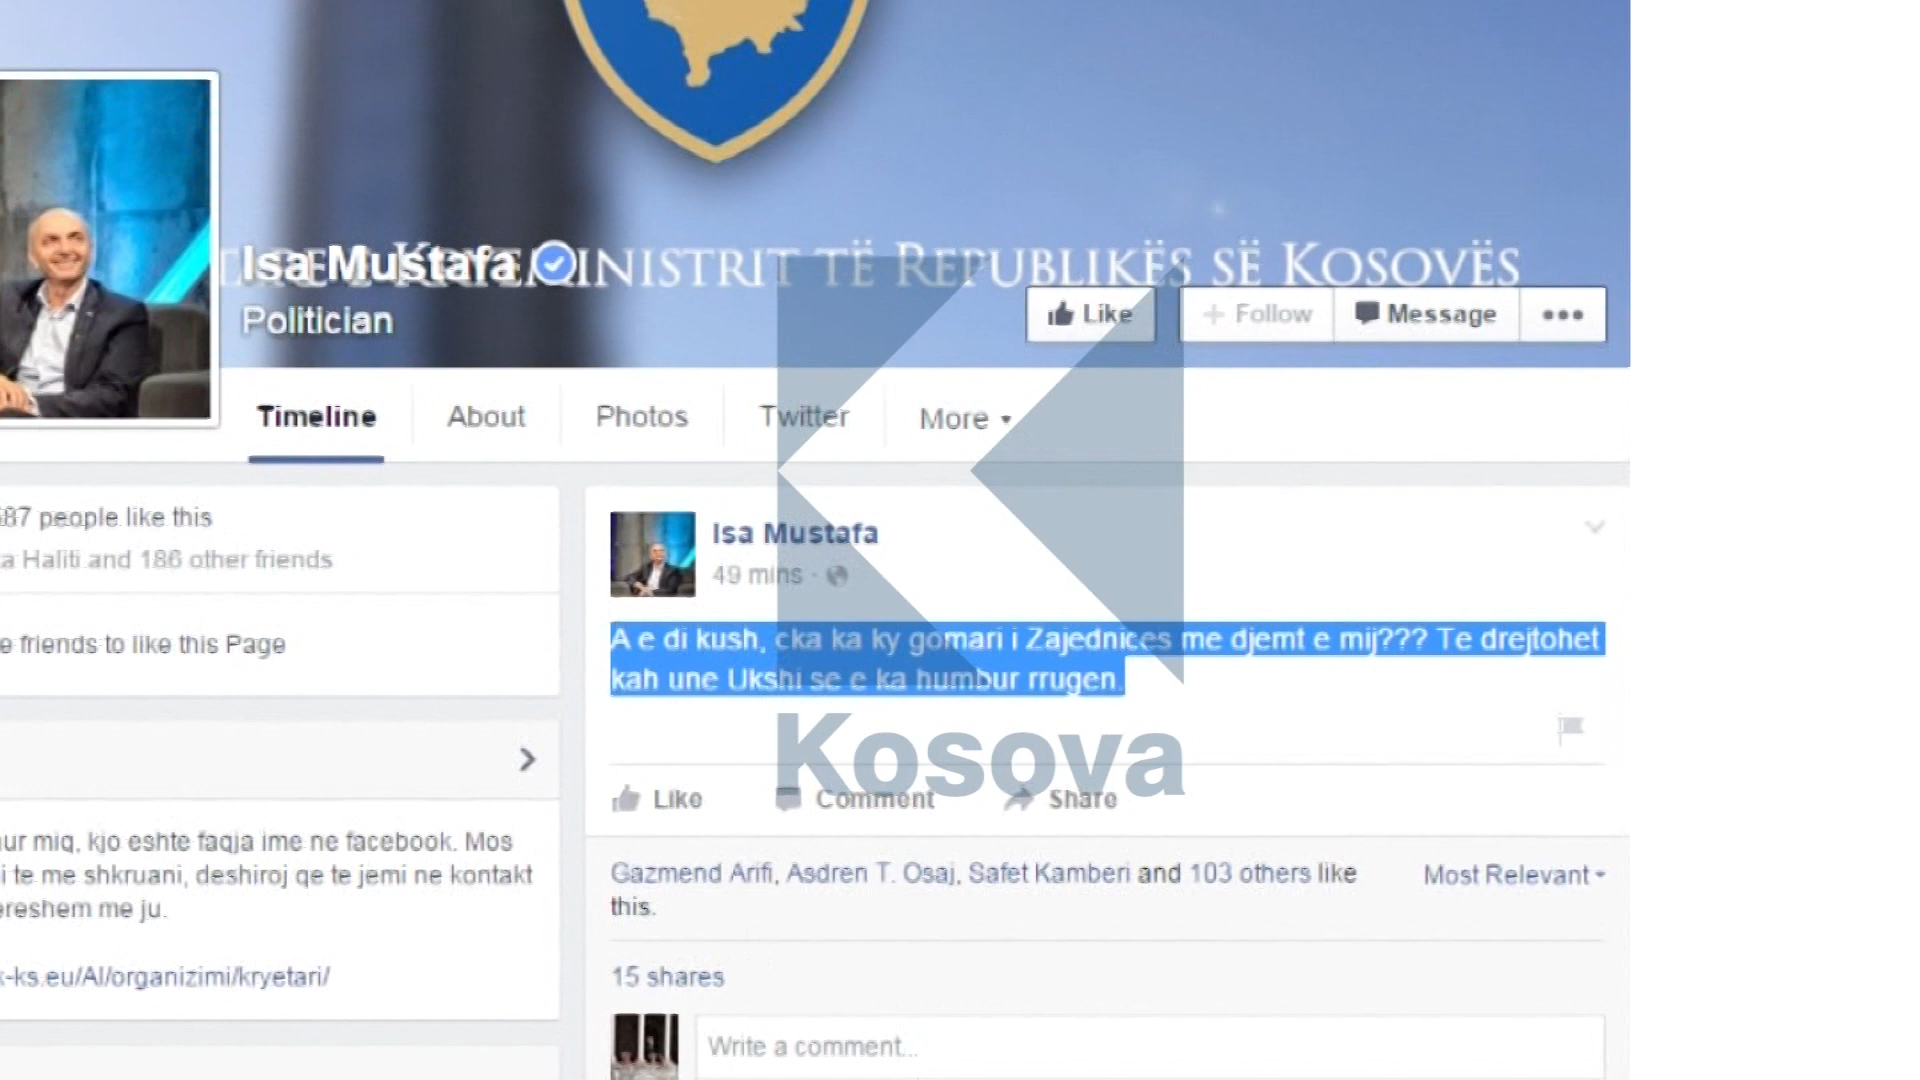 Isa Mustafa
KRYEMINISTRIT TË REPUBLIKËS SË KOSOVËS
Politician
Like
+ Follow
Message
Timeline
About
Photos
Twitter
More
87 people like this
a Haliti and 186 other friends
e friends to like this Page
ur miq, kjo eshte faqja ime ne facebook. Mos
i te me shkruani, deshiroj qe te jemi ne kontakt
ereshem me ju.
k-ks.eu/Al/organizimi/kryetari/
Isa Mustafa
49 mins
A e di kush, cka ka ky gomari i Zajednices me djemt e mij??? Te drejtohet
kah une Ukshi se e ka humbur rrugen.
Kosova
Like
Comment
Share
Gazmend Arifi, Asdren T. Osaj, Safet Kamberi and 103 others like
this.
Most Relevant
15 shares
Write a comment...